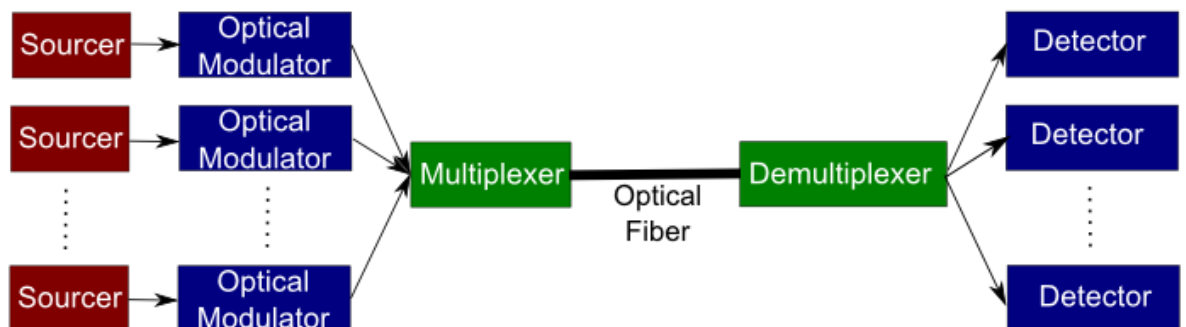 Sourcer
Optical
Modulator
Detector
Sourcer
Optical
Modulator
Detector
Multiplexer
Demultiplexer
Optical
Fiber
Sourcer
Optical
Modulator
Detector